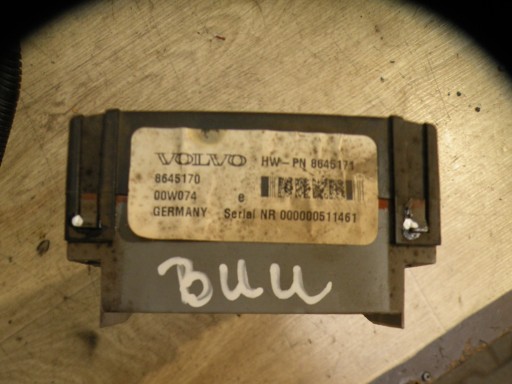 VOLVO HW-PN 8645171
8645170
00W074 e
GERMANY Serial NR 000000511461
BUU